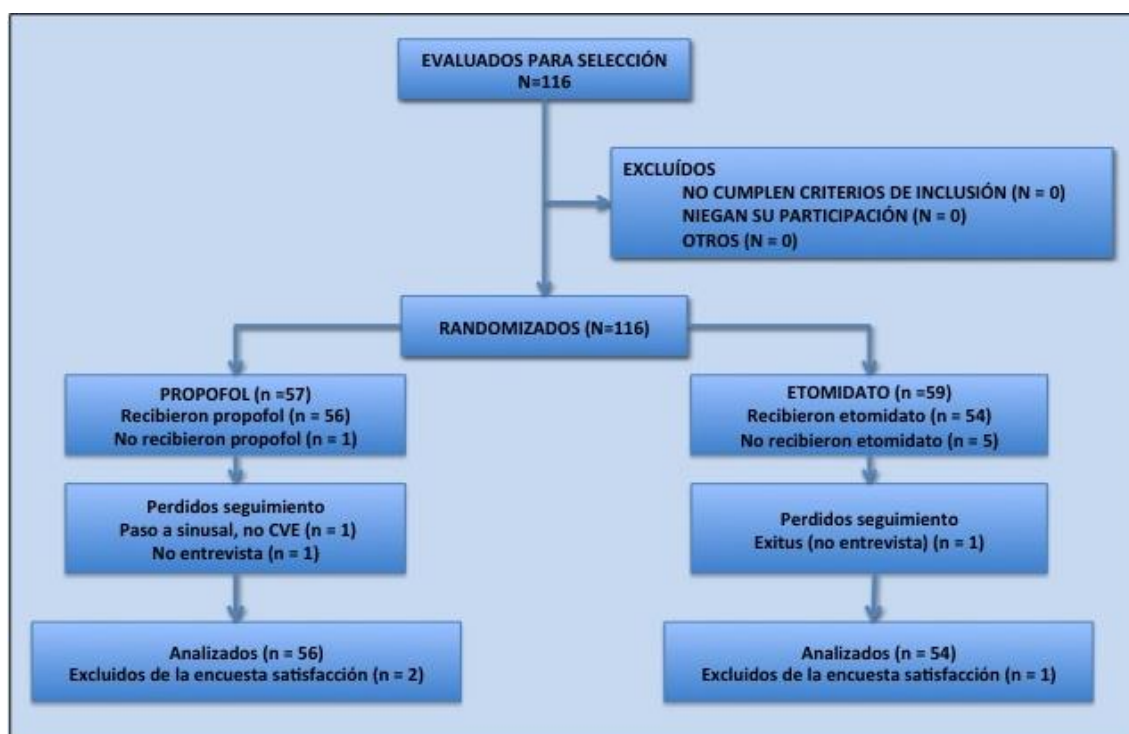 EVALUADOS PARA SELECCIÓN
N=116
EXCLUÍDOS
NO CUMPLEN CRITERIOS DE INCLUSIÓN (N = 0)
NIEGAN SU PARTICIPACIÓN (N = 0)
OTROS (N = 0)
RANDOMIZADOS (N=116)
PROPOFOL (n =57)
Recibieron propofol (n = 56)
No recibieron propofol (n = 1)
ETOMIDATO (n =59)
Recibieron etomidato (n = 54)
No recibieron etomidato (n = 5)
Perdidos seguimiento
Paso a sinusal, no CVE (n = 1)
No entrevista (n = 1)
Perdidos seguimiento
Exitus (no entrevista) (n = 1)
Analizados (n = 56)
Excluidos de la encuesta satisfacción (n = 2)
Analizados (n = 54)
Excluidos de la encuesta satisfacción (n = 1)